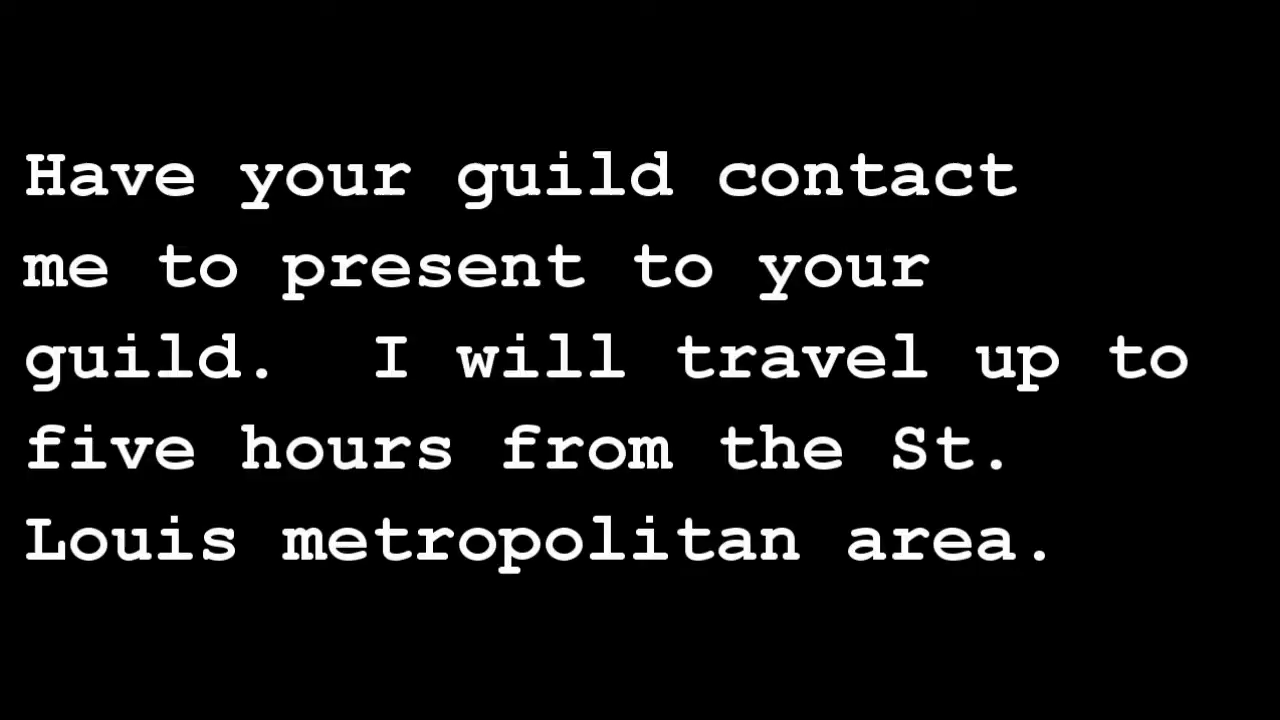 Have your guild contact
me to present to your
guild.  I will travel up to
five hours from the St.
Louis metropolitan area.